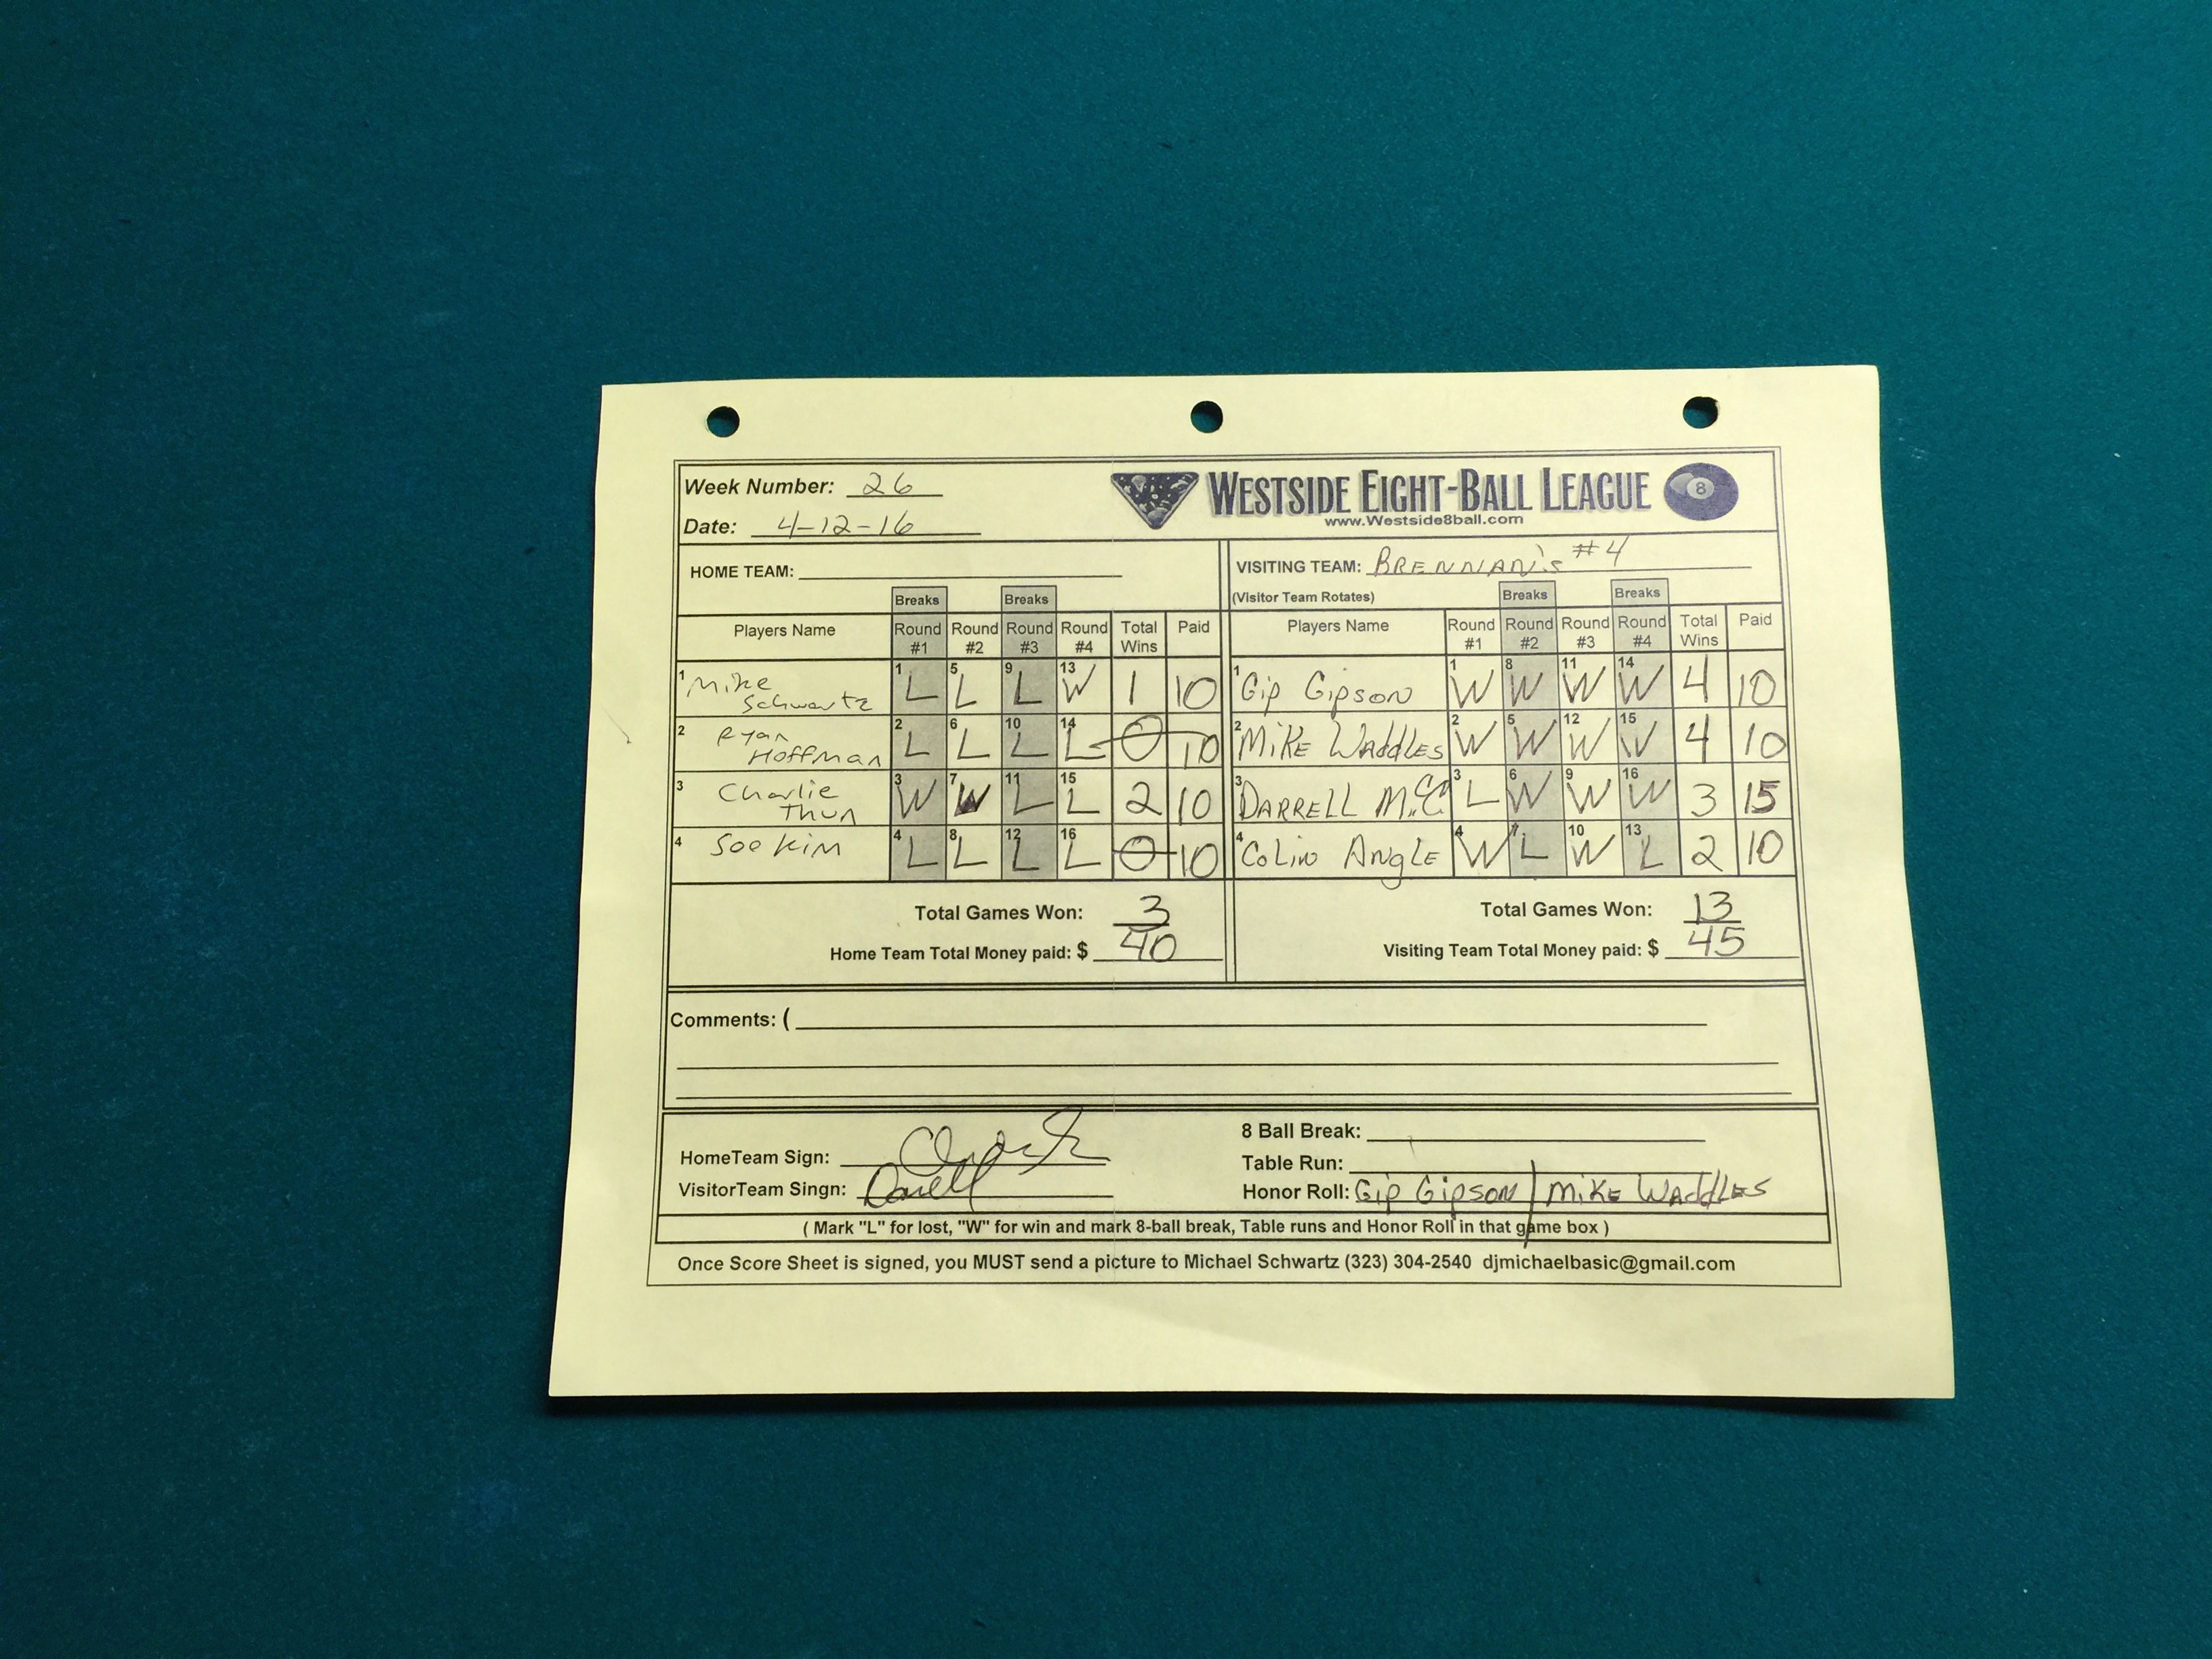 Week Number: 26
WESTSIDE EIGHT-BALL LEAGUE 8
www.Westside8ball.com
Date: 4-12-16
HOME TEAM:
VISITING TEAM: BRENNAN's #4
(Visitor Team Rotates)
Breaks Breaks Breaks Breaks
Players Name Round #1 Round #2 Round #3 Round #4 Total Wins Paid Players Name Round #1 Round #2 Round #3 Round #4 Total Wins Paid
1 Mike Schwartz 1 L 5 L 9 L 13 W 1 10 1 Gip Gipson 1 W 8 W 11 W 14 W 4 10
2 Ryan Hoffman 2 L 6 L 10 L 14 L 0 10 2 MIKE WADDLES 2 W 5 W 12 W 15 W 4 10
3 Charlie Thun 3 W 7 W 11 L 15 L 2 10 3 DARRELL M.C. 3 L 6 W 9 W 16 W 3 15
4 Soo Kim 4 L 8 L 12 L 16 L 0 10 4 COLIN ANGLE 4 W 7 L 10 W 13 L 2 10
Total Games Won: 3 Total Games Won: 13
Home Team Total Money paid: $ 40 Visiting Team Total Money paid: $ 45
Comments: (
8 Ball Break:
HomeTeam Sign:
Table Run:
VisitorTeam Singn: Darrell
Honor Roll: Gip Gipson / MIKE WADDLES
( Mark "L" for lost, "W" for win and mark 8-ball break, Table runs and Honor Roll in that game box )
Once Score Sheet is signed, you MUST send a picture to Michael Schwartz (323) 304-2540 djmichaelbasic@gmail.com